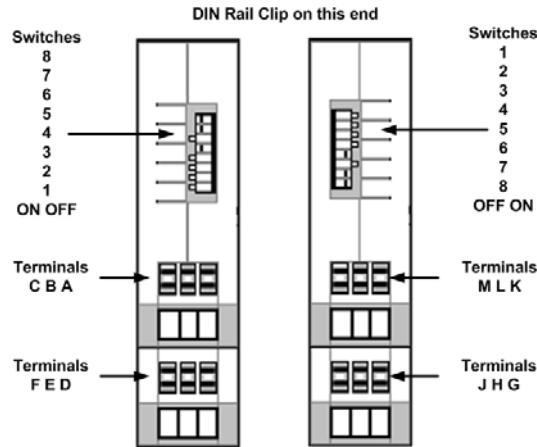 DIN Rail Clip on this end
Switches
8
7
6
5
4
3
2
1
ON OFF
Switches
1
2
3
4
5
6
7
8
OFF ON
Terminals
C B A
Terminals
M L K
Terminals
F E D
Terminals
J H G